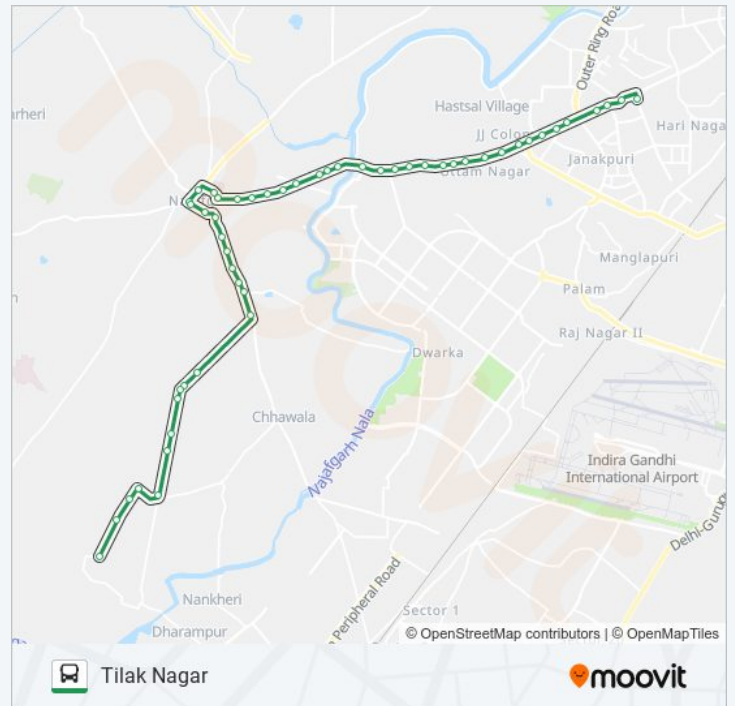 Outer Ring Road
arheri
Hastsal Village
JJ Colon
Hari Naga
Janakpuri
Uttam Nagar
Manglapuri
Palam
Raj Nagar II
Dwarka
Chhawala
Najafgarh Nala
Indira Gandhi
International Airport
Delhi-Gurug
Peripheral Road
Nankheri
Sector 1
Dharampur
© OpenStreetMap contributors | © OpenMapTiles
Tilak Nagar
moovit